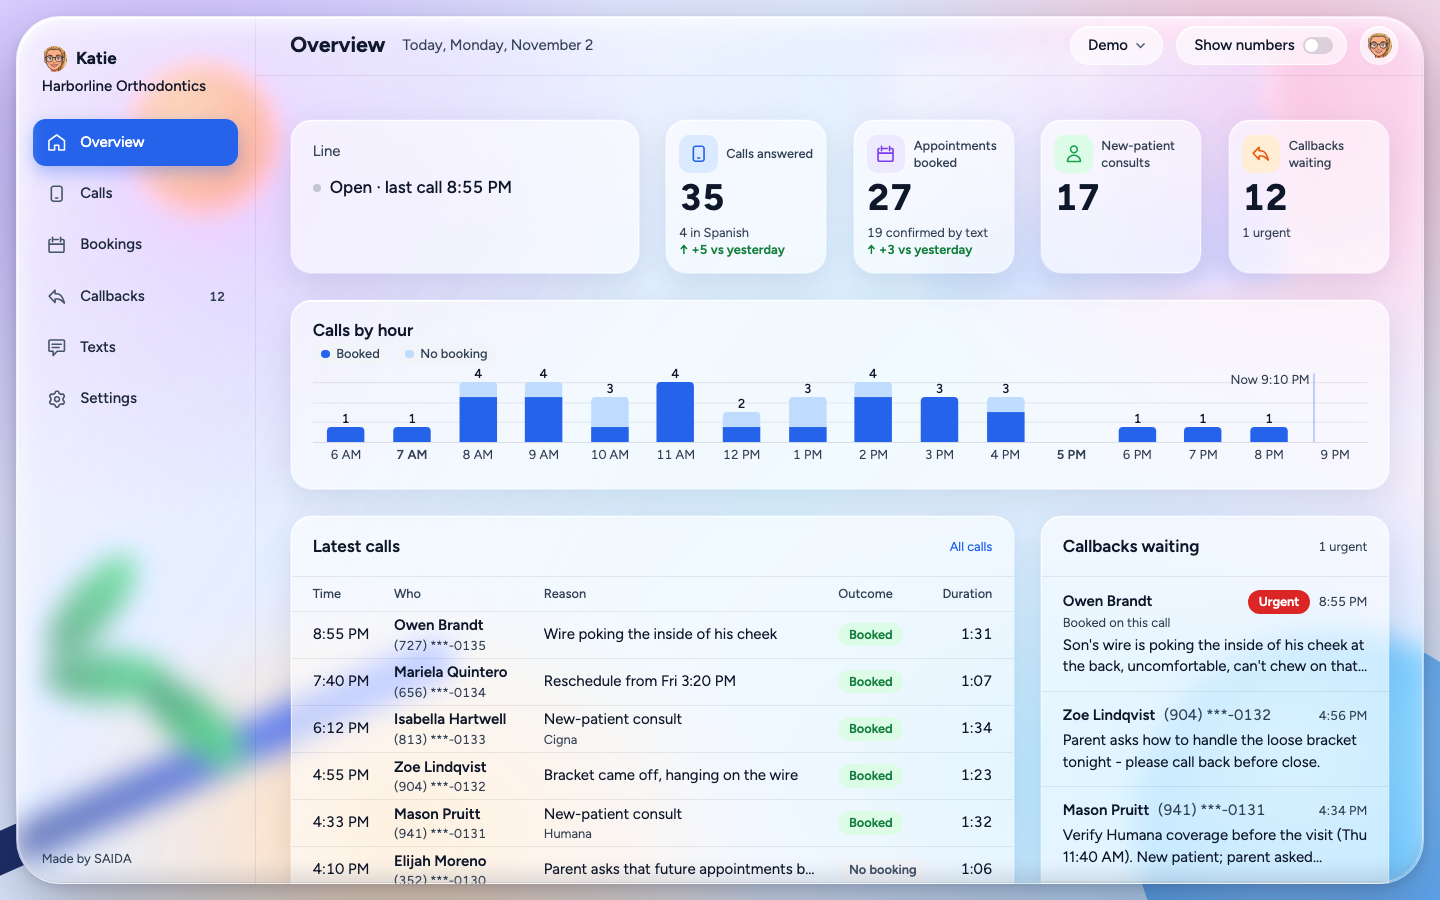 Katie
Harborline Orthodontics
Overview
Calls
Bookings
Callbacks 12
Texts
Settings
Made by SAIDA
Overview Today, Monday, November 2
Demo
Show numbers
Line
Open · last call 8:55 PM
Calls answered
35
4 in Spanish
↑ +5 vs yesterday
Appointments
booked
27
19 confirmed by text
↑ +3 vs yesterday
New-patient
consults
17
Callbacks
waiting
12
1 urgent
Calls by hour
Booked No booking
Now 9:10 PM
1 1 4 4 3 4 2 3 4 3 3 1 1 1
6 AM 7 AM 8 AM 9 AM 10 AM 11 AM 12 PM 1 PM 2 PM 3 PM 4 PM 5 PM 6 PM 7 PM 8 PM 9 PM
Latest calls All calls
Time Who Reason Outcome Duration
8:55 PM Owen Brandt Wire poking the inside of his cheek Booked 1:31
(727) ***-0135
7:40 PM Mariela Quintero Reschedule from Fri 3:20 PM Booked 1:07
(656) ***-0134
6:12 PM Isabella Hartwell New-patient consult Booked 1:34
(813) ***-0133 Cigna
4:55 PM Zoe Lindqvist Bracket came off, hanging on the wire Booked 1:23
(904) ***-0132
4:33 PM Mason Pruitt New-patient consult Booked 1:32
(941) ***-0131 Humana
4:10 PM Elijah Moreno Parent asks that future appointments b... No booking 1:06
(352) ***-0130
Callbacks waiting 1 urgent
Owen Brandt Urgent 8:55 PM
Booked on this call
Son's wire is poking the inside of his cheek at
the back, uncomfortable, can't chew on that...
Zoe Lindqvist (904) ***-0132 4:56 PM
Parent asks how to handle the loose bracket
tonight - please call back before close.
Mason Pruitt (941) ***-0131 4:34 PM
Verify Humana coverage before the visit (Thu
11:40 AM). New patient; parent asked...